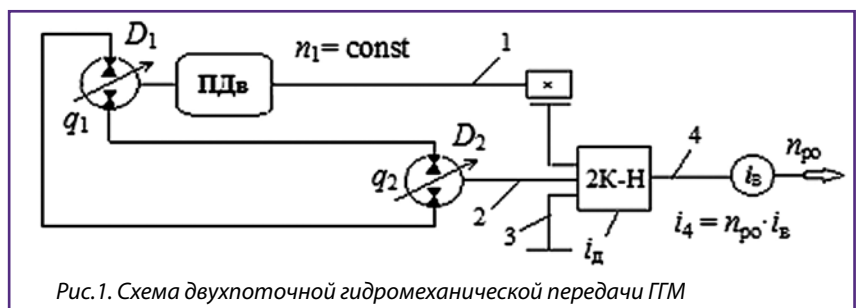 D₁
n₁= const
1
ПДв
q₁
D₂
q₂
2
3
2К-Н
4
iв
nро
iд
i₄ = nро· iв
Рис.1. Схема двухпоточной гидромеханической передачи ГГМ